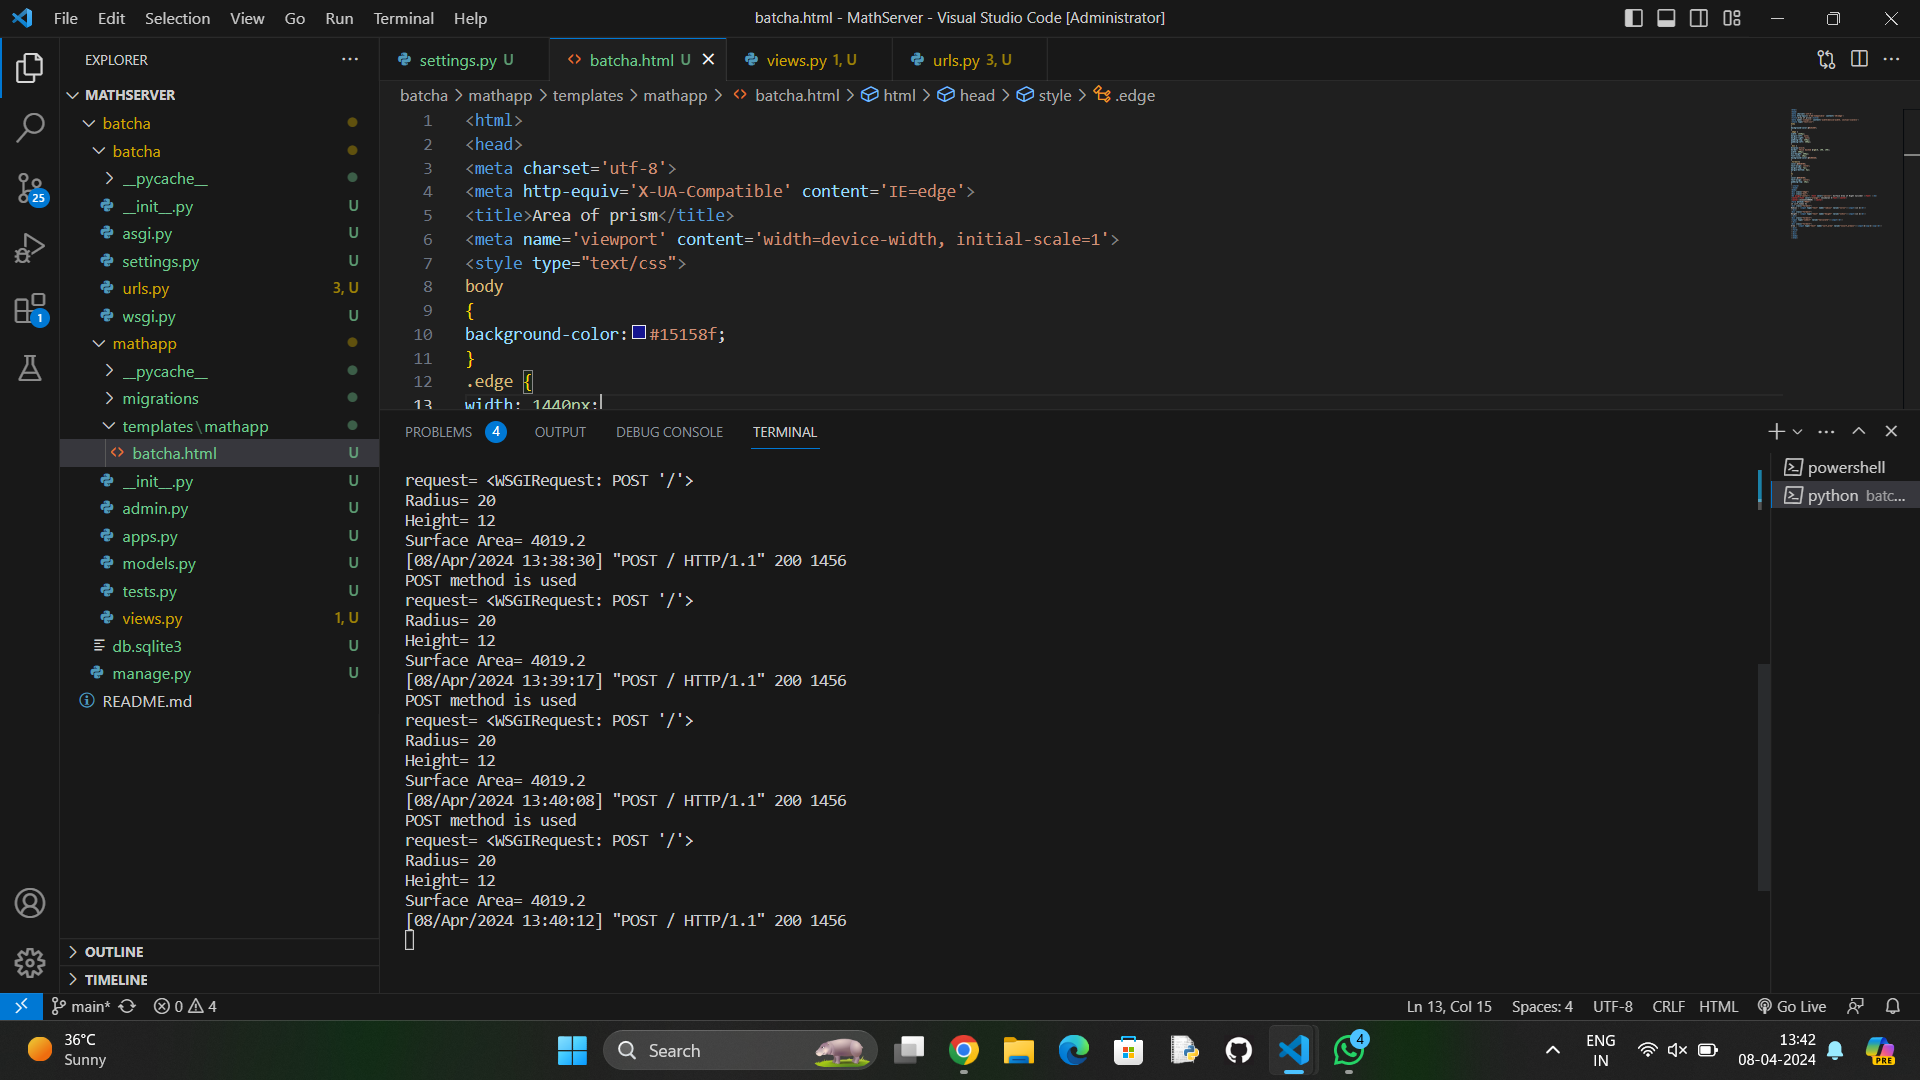 File Edit Selection View Go Run Terminal Help
batcha.html - MathServer - Visual Studio Code [Administrator]
EXPLORER
MATHSERVER
batcha
batcha
__pycache__
__init__.py U
asgi.py U
settings.py U
urls.py 3, U
wsgi.py U
mathapp
__pycache__
migrations
templates\mathapp
batcha.html U
__init__.py U
admin.py U
apps.py U
models.py U
tests.py U
views.py 1, U
db.sqlite3 U
manage.py U
README.md
OUTLINE
TIMELINE
25
1
settings.py U
batcha.html U
views.py 1, U
urls.py 3, U
batcha > mathapp > templates > mathapp > batcha.html > html > head > style > .edge
1 <html>
2 <head>
3 <meta charset='utf-8'>
4 <meta http-equiv='X-UA-Compatible' content='IE=edge'>
5 <title>Area of prism</title>
6 <meta name='viewport' content='width=device-width, initial-scale=1'>
7 <style type="text/css">
8 body
9 {
10 background-color: #15158f;
11 }
12 .edge {
13 width: 1440px;
PROBLEMS 4 OUTPUT DEBUG CONSOLE TERMINAL
powershell
python batc...
request= <WSGIRequest: POST '/'>
Radius= 20
Height= 12
Surface Area= 4019.2
[08/Apr/2024 13:38:30] "POST / HTTP/1.1" 200 1456
POST method is used
request= <WSGIRequest: POST '/'>
Radius= 20
Height= 12
Surface Area= 4019.2
[08/Apr/2024 13:39:17] "POST / HTTP/1.1" 200 1456
POST method is used
request= <WSGIRequest: POST '/'>
Radius= 20
Height= 12
Surface Area= 4019.2
[08/Apr/2024 13:40:08] "POST / HTTP/1.1" 200 1456
POST method is used
request= <WSGIRequest: POST '/'>
Radius= 20
Height= 12
Surface Area= 4019.2
[08/Apr/2024 13:40:12] "POST / HTTP/1.1" 200 1456
main* 0 4
Ln 13, Col 15 Spaces: 4 UTF-8 CRLF HTML Go Live
36°C
Sunny
Search
4
ENG
IN
13:42
08-04-2024
PRE